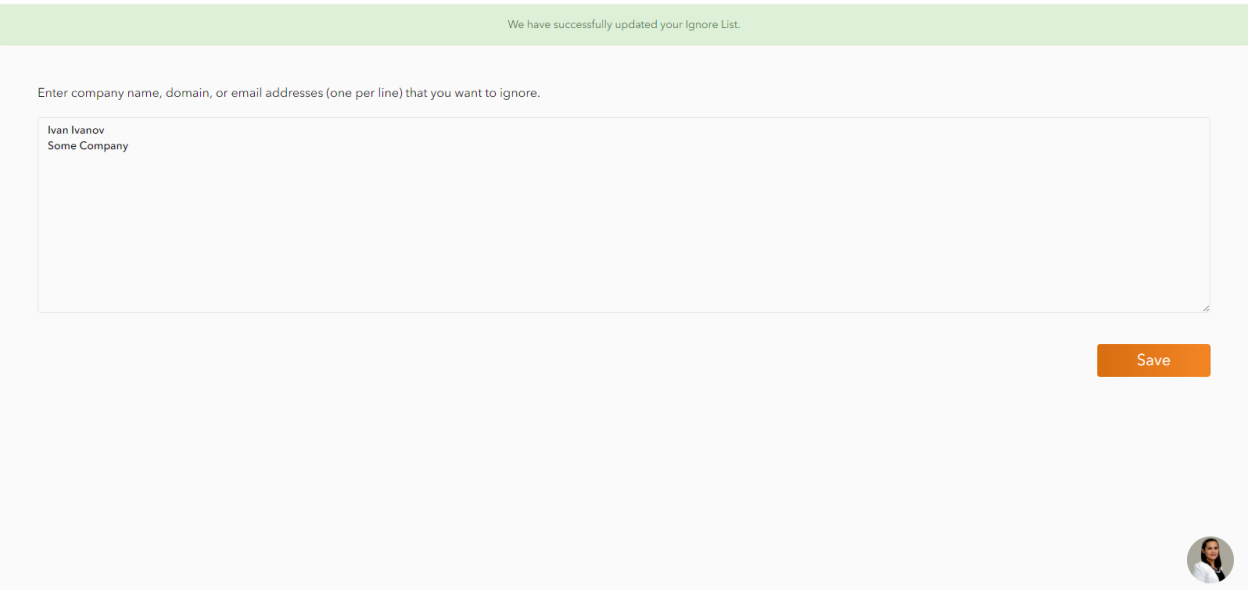 We have successfully updated your Ignore List.
Enter company name, domain, or email addresses (one per line) that you want to ignore.
Ivan Ivanov
Some Company
Save